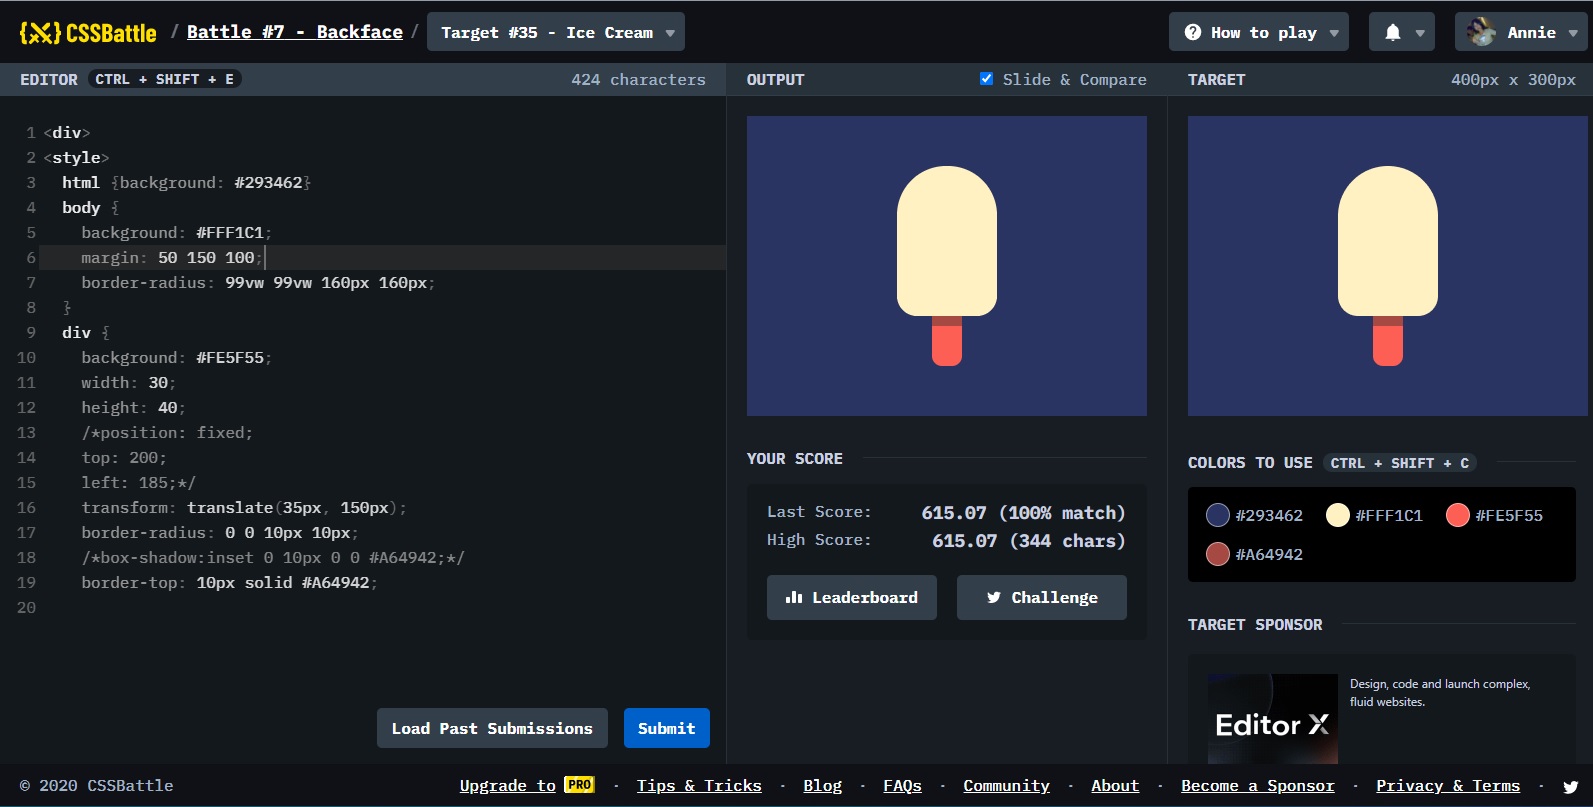 {X} CSSBattle / Battle #7 - Backface / Target #35 - Ice Cream
How to play
Annie
EDITOR CTRL + SHIFT + E 424 characters
1 <div>
2 <style>
3 html {background: #293462}
4 body {
5 background: #FFF1C1;
6 margin: 50 150 100;
7 border-radius: 99vw 99vw 160px 160px;
8 }
9 div {
10 background: #FE5F55;
11 width: 30;
12 height: 40;
13 /*position: fixed;
14 top: 200;
15 left: 185;*/
16 transform: translate(35px, 150px);
17 border-radius: 0 0 10px 10px;
18 /*box-shadow:inset 0 10px 0 0 #A64942;*/
19 border-top: 10px solid #A64942;
20
Load Past Submissions Submit
OUTPUT Slide & Compare
YOUR SCORE
Last Score: 615.07 (100% match)
High Score: 615.07 (344 chars)
Leaderboard Challenge
TARGET 400px x 300px
COLORS TO USE CTRL + SHIFT + C
#293462 #FFF1C1 #FE5F55
#A64942
TARGET SPONSOR
Editor X
Design, code and launch complex,
fluid websites.
© 2020 CSSBattle Upgrade to PRO · Tips & Tricks · Blog · FAQs · Community · About · Become a Sponsor · Privacy & Terms ·